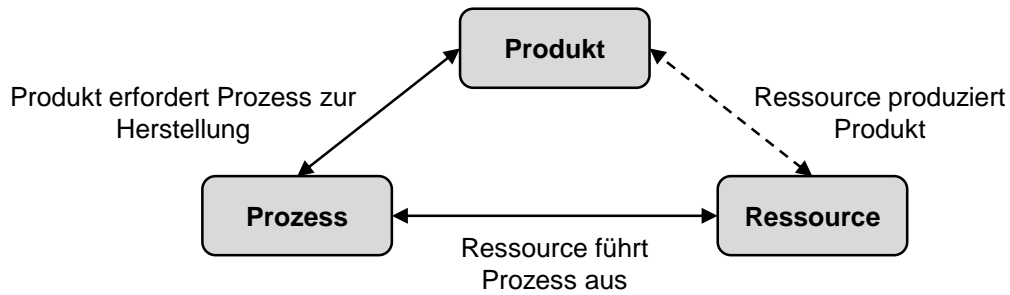 Produkt
Produkt erfordert Prozess zur
Herstellung
Ressource produziert
Produkt
Prozess
Ressource
Ressource führt
Prozess aus